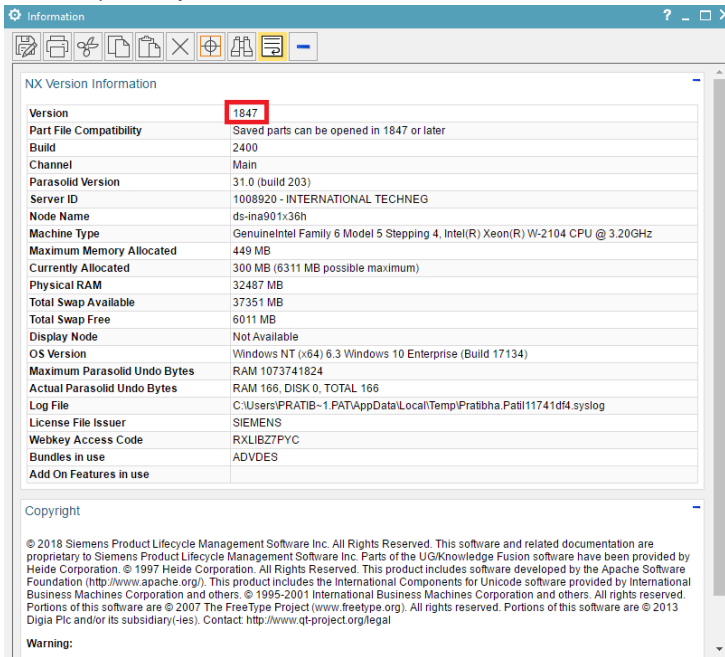 Information
NX Version Information
Version 1847
Part File Compatibility Saved parts can be opened in 1847 or later
Build 2400
Channel Main
Parasolid Version 31.0 (build 203)
Server ID 1008920 - INTERNATIONAL TECHNEG
Node Name ds-ina901x36h
Machine Type GenuineIntel Family 6 Model 5 Stepping 4, Intel(R) Xeon(R) W-2104 CPU @ 3.20GHz
Maximum Memory Allocated 449 MB
Currently Allocated 300 MB (6311 MB possible maximum)
Physical RAM 32487 MB
Total Swap Available 37351 MB
Total Swap Free 6011 MB
Display Node Not Available
OS Version Windows NT (x64) 6.3 Windows 10 Enterprise (Build 17134)
Maximum Parasolid Undo Bytes RAM 1073741824
Actual Parasolid Undo Bytes RAM 166, DISK 0, TOTAL 166
Log File C:\Users\PRATIB~1.PAT\AppData\Local\Temp\Pratibha.Patil11741df4.syslog
License File Issuer SIEMENS
Webkey Access Code RXLIBZ7PYC
Bundles in use ADVDES
Add On Features in use
Copyright
© 2018 Siemens Product Lifecycle Management Software Inc. All Rights Reserved. This software and related documentation are
proprietary to Siemens Product Lifecycle Management Software Inc. Parts of the UG/Knowledge Fusion software have been provided by
Heide Corporation. © 1997 Heide Corporation. All Rights Reserved. This product includes software developed by the Apache Software
Foundation (http://www.apache.org/). This product includes the International Components for Unicode software provided by International
Business Machines Corporation and others. © 1995-2001 International Business Machines Corporation and others. All rights reserved.
Portions of this software are © 2007 The FreeType Project (www.freetype.org). All rights reserved. Portions of this software are © 2013
Digia Plc and/or its subsidiary(-ies). Contact: http://www.qt-project.org/legal
Warning: